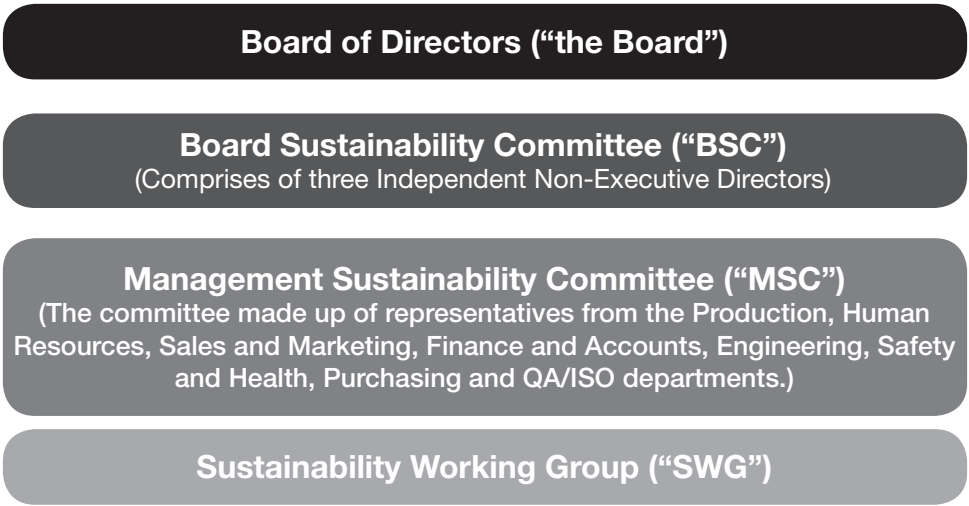 Board of Directors (“the Board”)
Board Sustainability Committee (“BSC”)
(Comprises of three Independent Non-Executive Directors)
Management Sustainability Committee (“MSC”)
(The committee made up of representatives from the Production, Human
Resources, Sales and Marketing, Finance and Accounts, Engineering, Safety
and Health, Purchasing and QA/ISO departments.)
Sustainability Working Group (“SWG”)